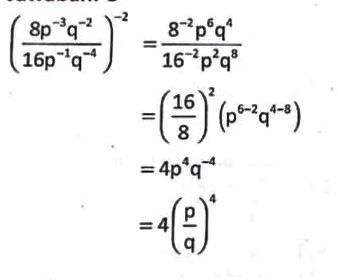 (8p⁻³q⁻² / 16p⁻¹q⁻⁴)⁻² = 8⁻²p⁶q⁴ / 16⁻²p²q⁸
= (16/8)² (p⁶⁻²q⁴⁻⁸)
= 4p⁴q⁻⁴
= 4(p/q)⁴